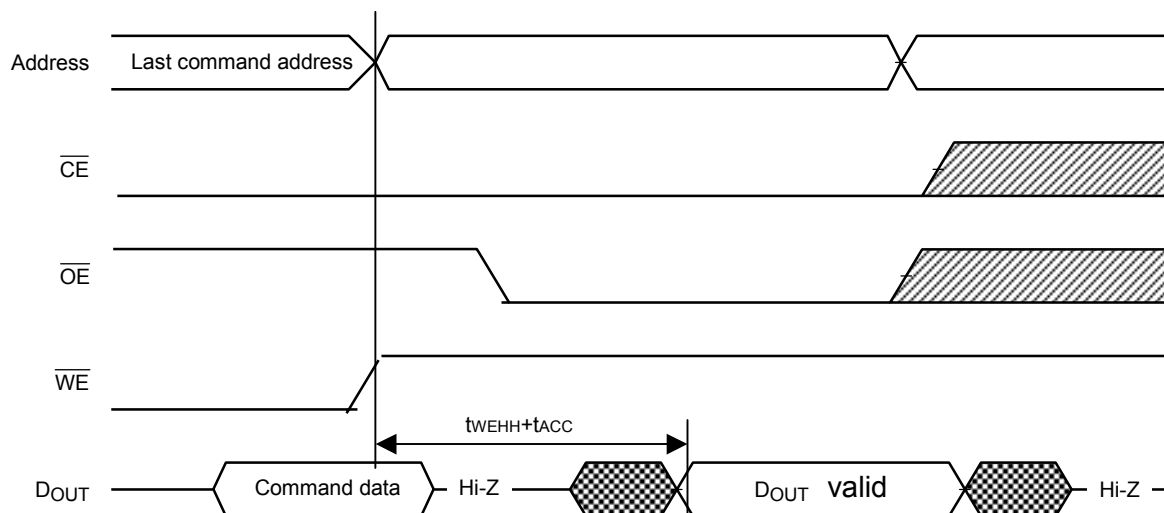 Address
Last command address
CE
OE
WE
tWEHH+tACC
DOUT
Command data
Hi-Z
DOUT valid
Hi-Z